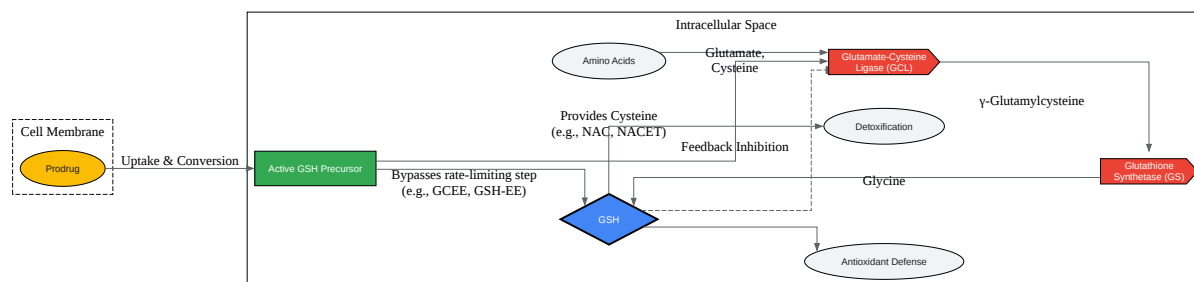 Intracellular Space
Amino Acids
Glutamate,
Cysteine
Glutamate-Cysteine
Ligase (GCL)
γ-Glutamylcysteine
Cell Membrane
Prodrug
Uptake & Conversion
Active GSH Precursor
Provides Cysteine
(e.g., NAC, NACET)
Detoxification
Feedback Inhibition
Bypasses rate-limiting step
(e.g., GCEE, GSH-EE)
Glycine
Glutathione
Synthetase (GS)
GSH
Antioxidant Defense